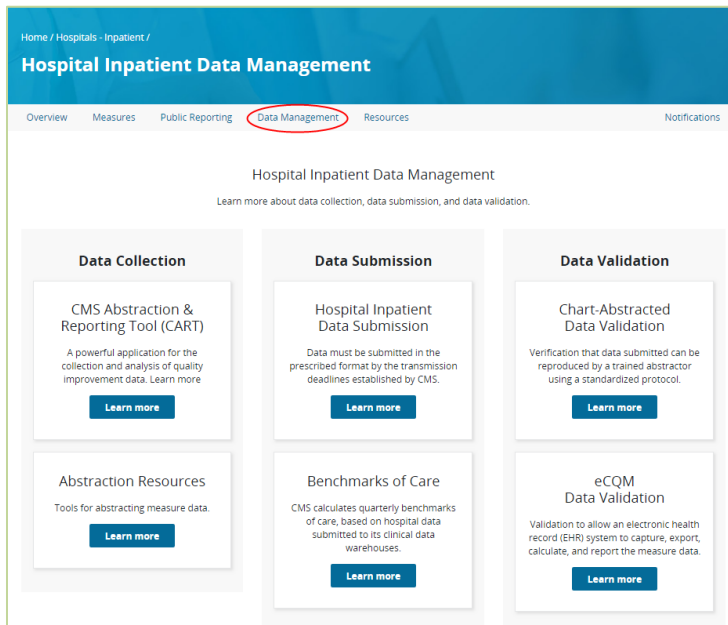 Home / Hospitals - Inpatient /
Hospital Inpatient Data Management
Overview Measures Public Reporting Data Management Resources Notifications
Hospital Inpatient Data Management
Learn more about data collection, data submission, and data validation.
Data Collection
CMS Abstraction &
Reporting Tool (CART)
A powerful application for the
collection and analysis of quality
improvement data. Learn more
Learn more
Abstraction Resources
Tools for abstracting measure data.
Learn more
Data Submission
Hospital Inpatient
Data Submission
Data must be submitted in the
prescribed format by the transmission
deadlines established by CMS.
Learn more
Benchmarks of Care
CMS calculates quarterly benchmarks
of care, based on hospital data
submitted to its clinical data
warehouses.
Learn more
Data Validation
Chart-Abstracted
Data Validation
Verification that data submitted can be
reproduced by a trained abstractor
using a standardized protocol.
Learn more
eCQM
Data Validation
Validation to allow an electronic health
record (EHR) system to capture, export,
calculate, and report the measure data.
Learn more